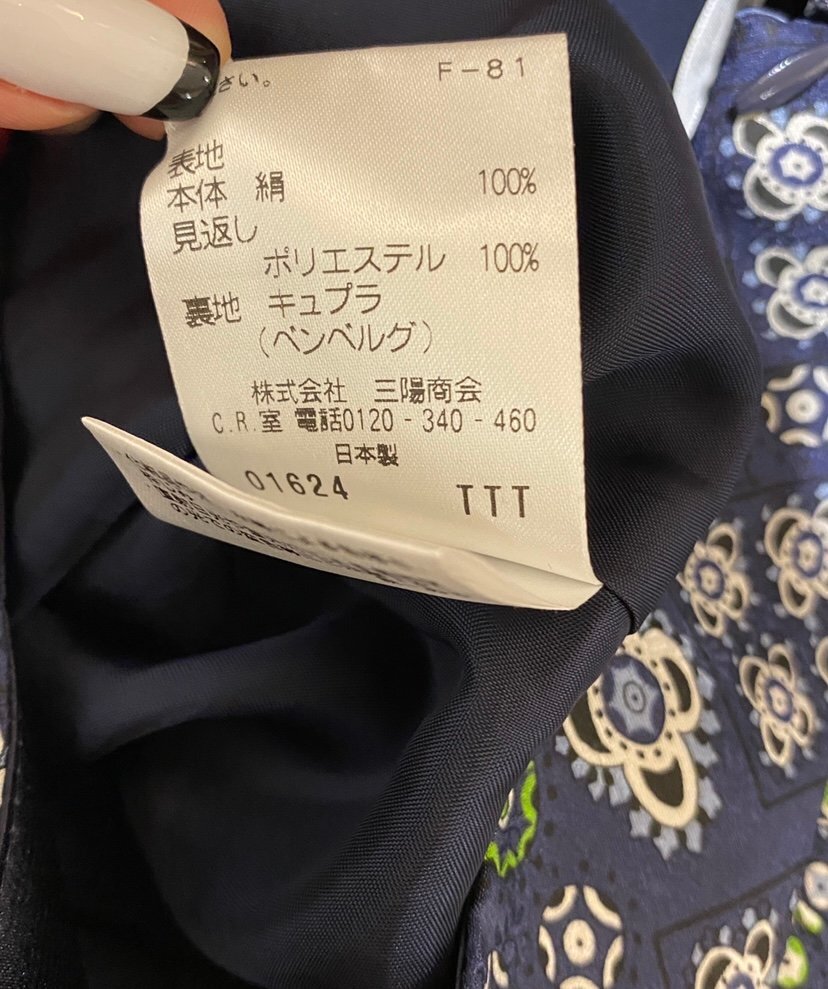 さい。 F-81
表地
本体 絹 100%
見返し
ポリエステル 100%
裏地 キュプラ
(ベンベルグ)
株式会社 三陽商会
C.R.室 電話0120-340-460
日本製
01624 TTT